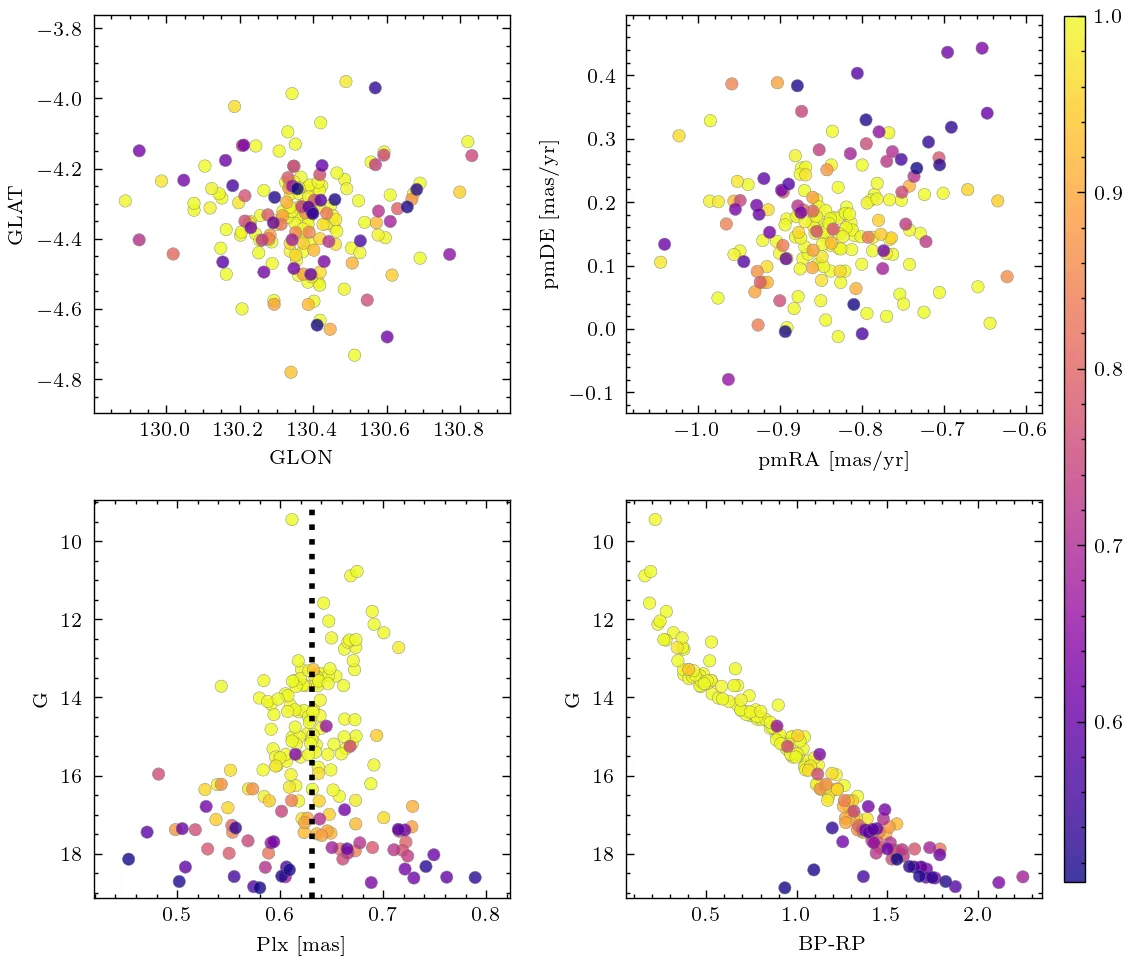 −3.8
−4.0
−4.2
−4.4
−4.6
−4.8
GLAT
130.0 130.2 130.4 130.6 130.8
GLON
0.4
0.3
0.2
0.1
0.0
−0.1
pmDE [mas/yr]
−1.0 −0.9 −0.8 −0.7 −0.6
pmRA [mas/yr]
1.0
0.9
0.8
0.7
0.6
10
12
14
16
18
G
0.5 0.6 0.7 0.8
Plx [mas]
10
12
14
16
18
G
0.5 1.0 1.5 2.0
BP-RP